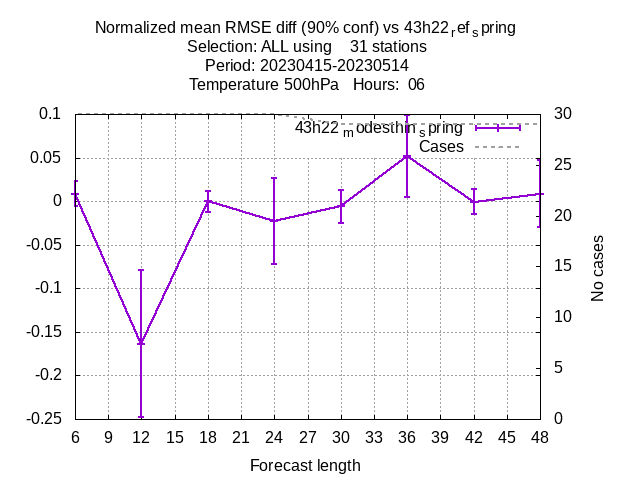 Normalized mean RMSE diff (90% conf) vs 43h22refspring
Selection: ALL using    31 stations
Period: 20230415-20230514
Temperature 500hPa   Hours:  06
43h22modesthinspring
Cases
0.1
0.05
0
-0.05
-0.1
-0.15
-0.2
-0.25
30
25
20
15
10
5
0
No cases
6 9 12 15 18 21 24 27 30 33 36 39 42 45 48
Forecast length